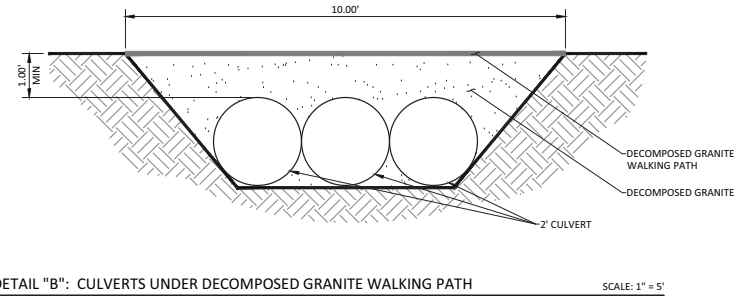 10.00'
1.00'
MIN
DECOMPOSED GRANITE
WALKING PATH
DECOMPOSED GRANITE
2' CULVERT
DETAIL "B": CULVERTS UNDER DECOMPOSED GRANITE WALKING PATH
SCALE: 1" = 5'